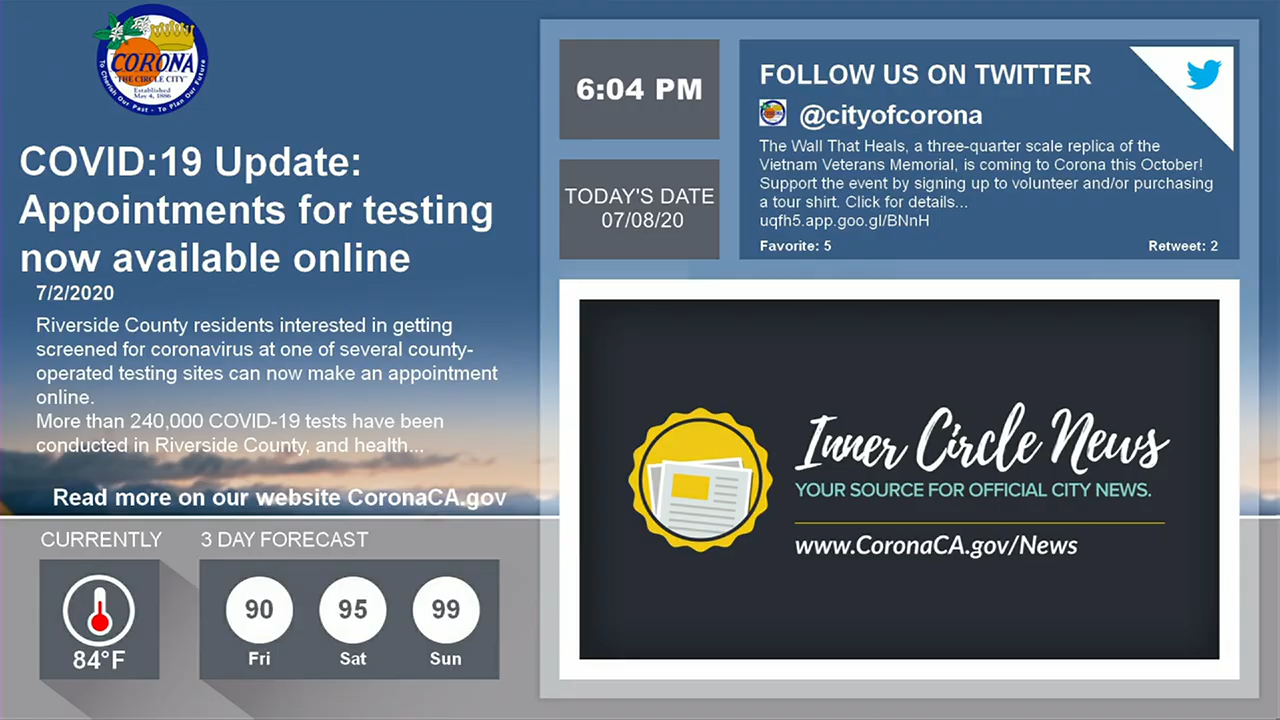 CORONA
"THE CIRCLE CITY"
Established
May 4, 1886
To Cherish Our Past - To Plan Our Future
COVID:19 Update:
Appointments for testing
now available online
7/2/2020
Riverside County residents interested in getting
screened for coronavirus at one of several county-
operated testing sites can now make an appointment
online.
More than 240,000 COVID-19 tests have been
conducted in Riverside County, and health...
Read more on our website CoronaCA.gov
CURRENTLY
84°F
3 DAY FORECAST
90
95
99
Fri
Sat
Sun
6:04 PM
TODAY'S DATE
07/08/20
FOLLOW US ON TWITTER
@cityofcorona
The Wall That Heals, a three-quarter scale replica of the
Vietnam Veterans Memorial, is coming to Corona this October!
Support the event by signing up to volunteer and/or purchasing
a tour shirt. Click for details...
uqfh5.app.goo.gl/BNnH
Favorite: 5
Retweet: 2
Inner Circle News
YOUR SOURCE FOR OFFICIAL CITY NEWS.
www.CoronaCA.gov/News